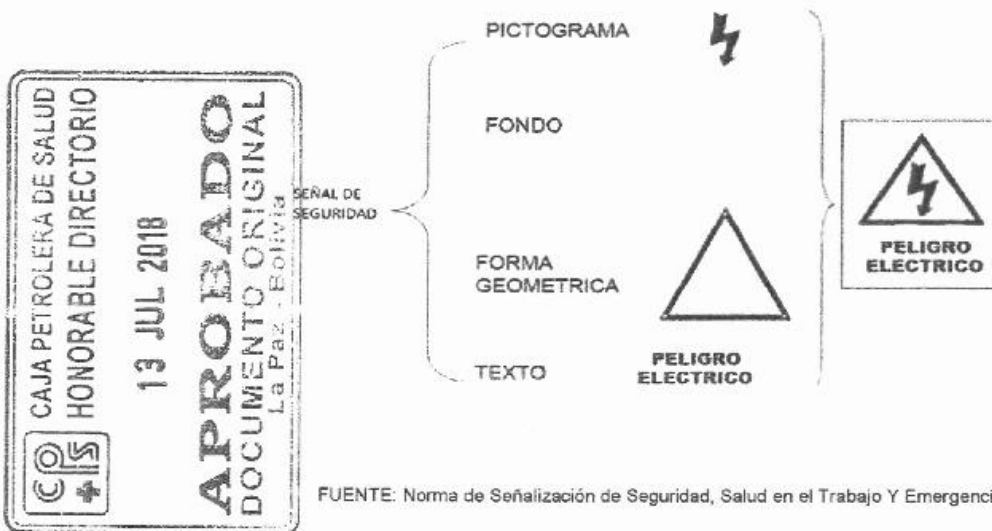 CAJA PETROLERA DE SALUD
HONORABLE DIRECTORIO
13 JUL 2018
APROBADO
DOCUMENTO ORIGINAL
La Paz - Bolivia
CPS
SEÑAL DE
SEGURIDAD
PICTOGRAMA
FONDO
FORMA
GEOMETRICA
TEXTO
PELIGRO
ELECTRICO
PELIGRO
ELECTRICO
FUENTE: Norma de Señalización de Seguridad, Salud en el Trabajo Y Emergenci